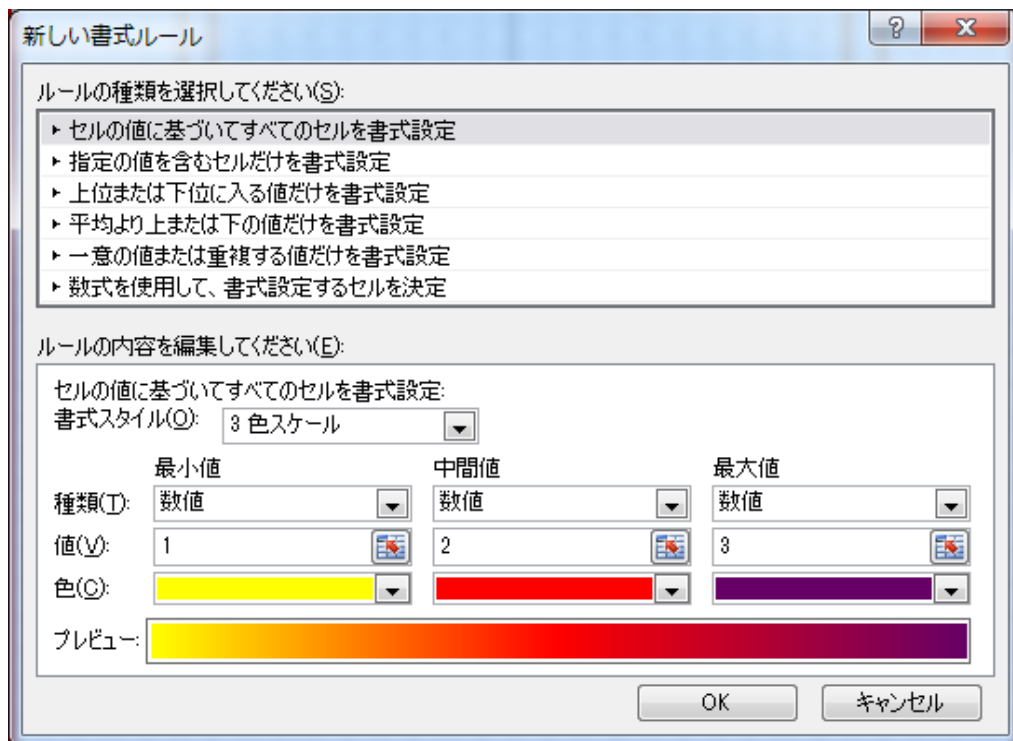 新しい書式ルール
ルールの種類を選択してください(S):
セルの値に基づいてすべてのセルを書式設定
指定の値を含むセルだけを書式設定
上位または下位に入る値だけを書式設定
平均より上または下の値だけを書式設定
一意の値または重複する値だけを書式設定
数式を使用して、書式設定するセルを決定
ルールの内容を編集してください(E):
セルの値に基づいてすべてのセルを書式設定:
書式スタイル(O): 3 色スケール
最小値 中間値 最大値
種類(T): 数値 数値 数値
値(V): 1 2 3
色(C):
プレビュー:
OK キャンセル